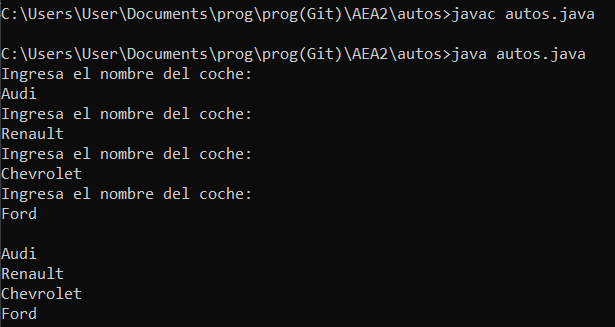 C:\Users\User\Documents\prog\prog(Git)\AEA2\autos>javac autos.java
C:\Users\User\Documents\prog\prog(Git)\AEA2\autos>java autos.java
Ingresa el nombre del coche:
Audi
Ingresa el nombre del coche:
Renault
Ingresa el nombre del coche:
Chevrolet
Ingresa el nombre del coche:
Ford
Audi
Renault
Chevrolet
Ford